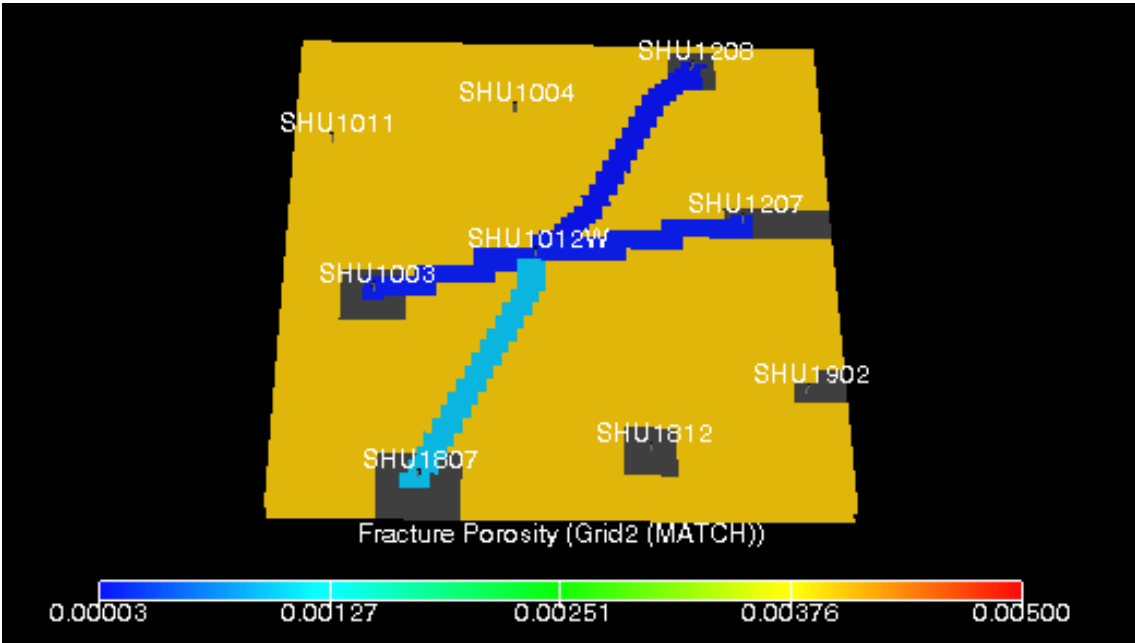 SHU1208
SHU1004
SHU1011
SHU1207
SHU1012W
SHU1003
SHU1902
SHU1812
SHU1807
Fracture Porosity (Grid2 (MATCH))
0.00003 0.00127 0.00251 0.00376 0.00500